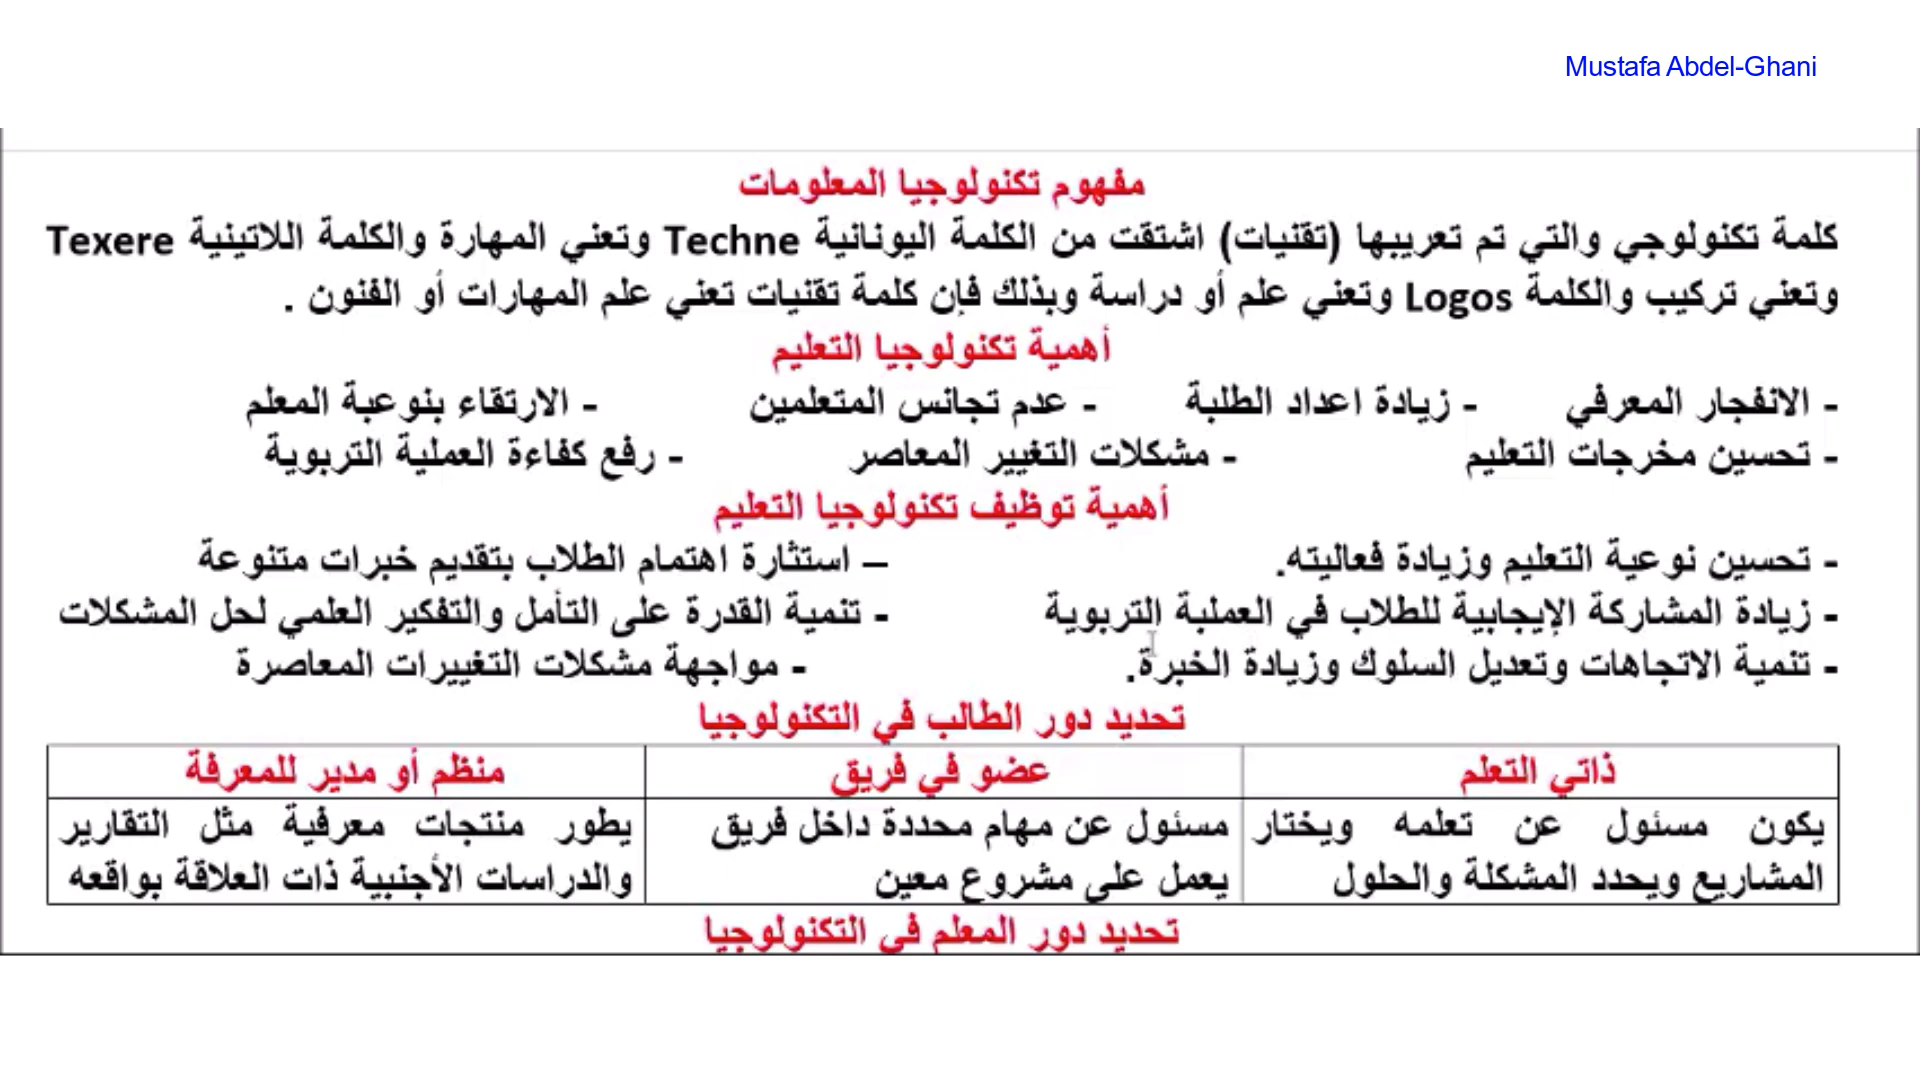 Mustafa Abdel-Ghani
مفهوم تكنولوجيا المعلومات
كلمة تكنولوجي والتي تم تعريبها (تقنيات) اشتقت من الكلمة اليونانية Techne وتعني المهارة والكلمة اللاتينية Texere
وتعني تركيب والكلمة Logos وتعني علم أو دراسة وبذلك فإن كلمة تقنيات تعني علم المهارات أو الفنون .
أهمية تكنولوجيا التعليم
- الانفجار المعرفي - زيادة اعداد الطلبة - عدم تجانس المتعلمين - الارتقاء بنوعية المعلم
- تحسين مخرجات التعليم - مشكلات التغيير المعاصر - رفع كفاءة العملية التربوية
أهمية توظيف تكنولوجيا التعليم
- تحسين نوعية التعليم وزيادة فعاليته. – استثارة اهتمام الطلاب بتقديم خبرات متنوعة
- زيادة المشاركة الإيجابية للطلاب في العملية التربوية - تنمية القدرة على التأمل والتفكير العلمي لحل المشكلات
- تنمية الاتجاهات وتعديل السلوك وزيادة الخبرة. - مواجهة مشكلات التغييرات المعاصرة
تحديد دور الطالب في التكنولوجيا
ذاتي التعلم عضو في فريق منظم أو مدير للمعرفة
يكون مسئول عن تعلمه ويختار مسئول عن مهام محددة داخل فريق يطور منتجات معرفية مثل التقارير
المشاريع ويحدد المشكلة والحلول يعمل على مشروع معين والدراسات الأجنبية ذات العلاقة بواقعه
تحديد دور المعلم في التكنولوجيا